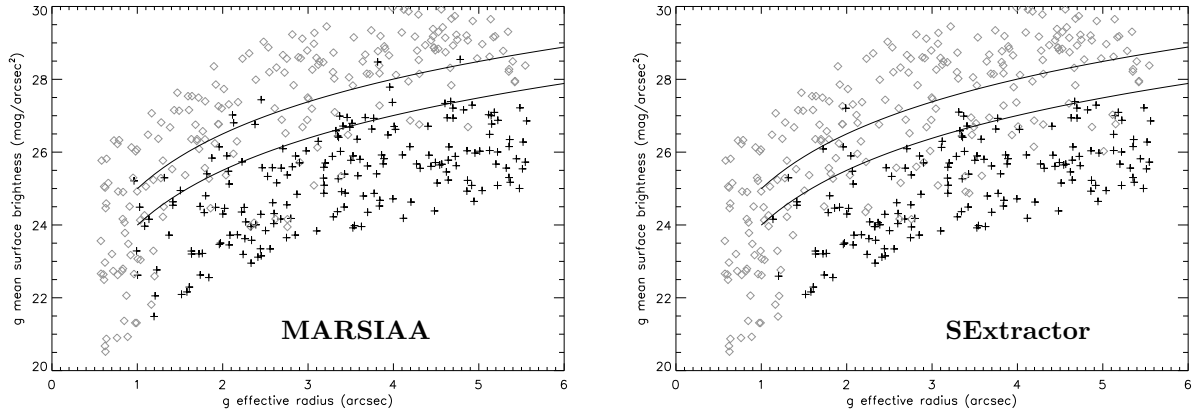 30
28
26
24
22
20
g mean surface brightness (mag/arcsec²)
0 1 2 3 4 5 6
g effective radius (arcsec)
MARSIAA
30
28
26
24
22
20
g mean surface brightness (mag/arcsec²)
0 1 2 3 4 5 6
g effective radius (arcsec)
SExtractor